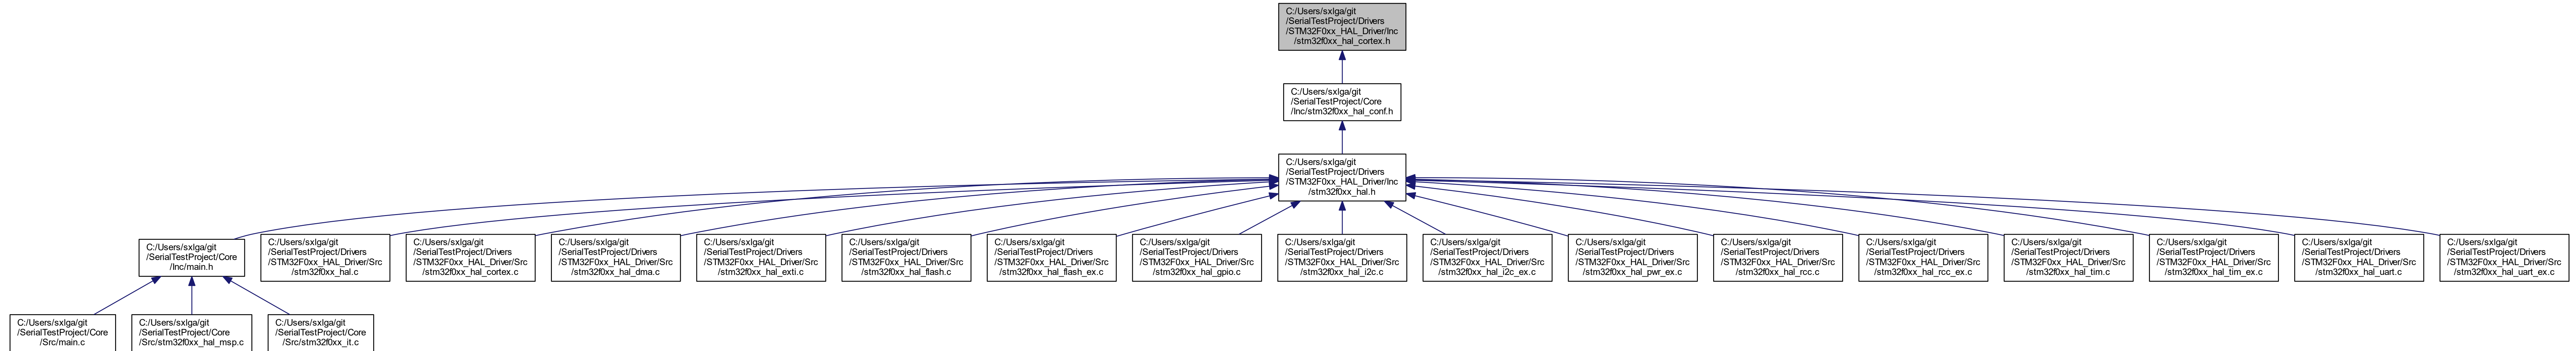 C:/Users/sxlga/git
/SerialTestProject/Drivers
/STM32F0xx_HAL_Driver/Inc
/stm32f0xx_hal_cortex.h
C:/Users/sxlga/git
/SerialTestProject/Core
/Inc/stm32f0xx_hal_conf.h
C:/Users/sxlga/git
/SerialTestProject/Drivers
/STM32F0xx_HAL_Driver/Inc
/stm32f0xx_hal.h
C:/Users/sxlga/git
/SerialTestProject/Core
/Inc/main.h
C:/Users/sxlga/git
/SerialTestProject/Drivers
/STM32F0xx_HAL_Driver/Src
/stm32f0xx_hal.c
C:/Users/sxlga/git
/SerialTestProject/Drivers
/STM32F0xx_HAL_Driver/Src
/stm32f0xx_hal_cortex.c
C:/Users/sxlga/git
/SerialTestProject/Drivers
/STM32F0xx_HAL_Driver/Src
/stm32f0xx_hal_dma.c
C:/Users/sxlga/git
/SerialTestProject/Drivers
/STM32F0xx_HAL_Driver/Src
/stm32f0xx_hal_exti.c
C:/Users/sxlga/git
/SerialTestProject/Drivers
/STM32F0xx_HAL_Driver/Src
/stm32f0xx_hal_flash.c
C:/Users/sxlga/git
/SerialTestProject/Drivers
/STM32F0xx_HAL_Driver/Src
/stm32f0xx_hal_flash_ex.c
C:/Users/sxlga/git
/SerialTestProject/Drivers
/STM32F0xx_HAL_Driver/Src
/stm32f0xx_hal_gpio.c
C:/Users/sxlga/git
/SerialTestProject/Drivers
/STM32F0xx_HAL_Driver/Src
/stm32f0xx_hal_i2c.c
C:/Users/sxlga/git
/SerialTestProject/Drivers
/STM32F0xx_HAL_Driver/Src
/stm32f0xx_hal_i2c_ex.c
C:/Users/sxlga/git
/SerialTestProject/Drivers
/STM32F0xx_HAL_Driver/Src
/stm32f0xx_hal_pwr_ex.c
C:/Users/sxlga/git
/SerialTestProject/Drivers
/STM32F0xx_HAL_Driver/Src
/stm32f0xx_hal_rcc.c
C:/Users/sxlga/git
/SerialTestProject/Drivers
/STM32F0xx_HAL_Driver/Src
/stm32f0xx_hal_rcc_ex.c
C:/Users/sxlga/git
/SerialTestProject/Drivers
/STM32F0xx_HAL_Driver/Src
/stm32f0xx_hal_tim.c
C:/Users/sxlga/git
/SerialTestProject/Drivers
/STM32F0xx_HAL_Driver/Src
/stm32f0xx_hal_tim_ex.c
C:/Users/sxlga/git
/SerialTestProject/Drivers
/STM32F0xx_HAL_Driver/Src
/stm32f0xx_hal_uart.c
C:/Users/sxlga/git
/SerialTestProject/Drivers
/STM32F0xx_HAL_Driver/Src
/stm32f0xx_hal_uart_ex.c
C:/Users/sxlga/git
/SerialTestProject/Core
/Src/main.c
C:/Users/sxlga/git
/SerialTestProject/Core
/Src/stm32f0xx_hal_msp.c
C:/Users/sxlga/git
/SerialTestProject/Core
/Src/stm32f0xx_it.c